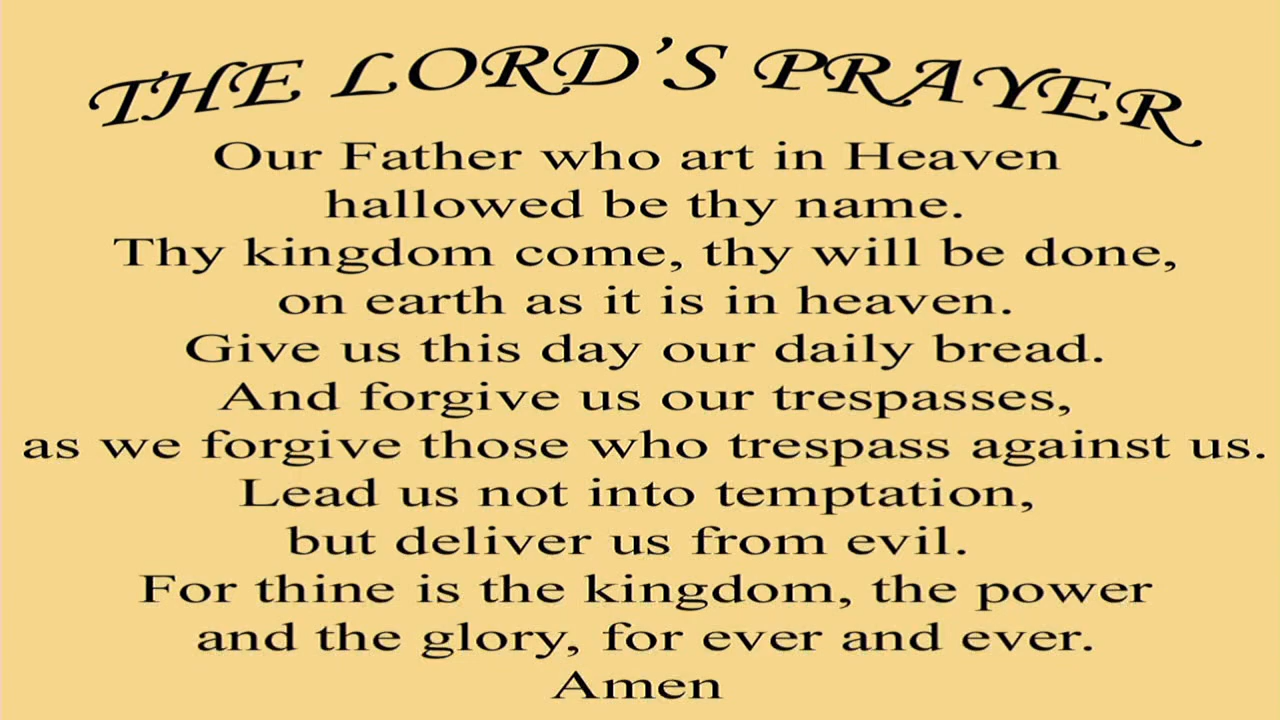 THE LORD’S PRAYER
Our Father who art in Heaven
hallowed be thy name.
Thy kingdom come, thy will be done,
on earth as it is in heaven.
Give us this day our daily bread.
And forgive us our trespasses,
as we forgive those who trespass against us.
Lead us not into temptation,
but deliver us from evil.
For thine is the kingdom, the power
and the glory, for ever and ever.
Amen